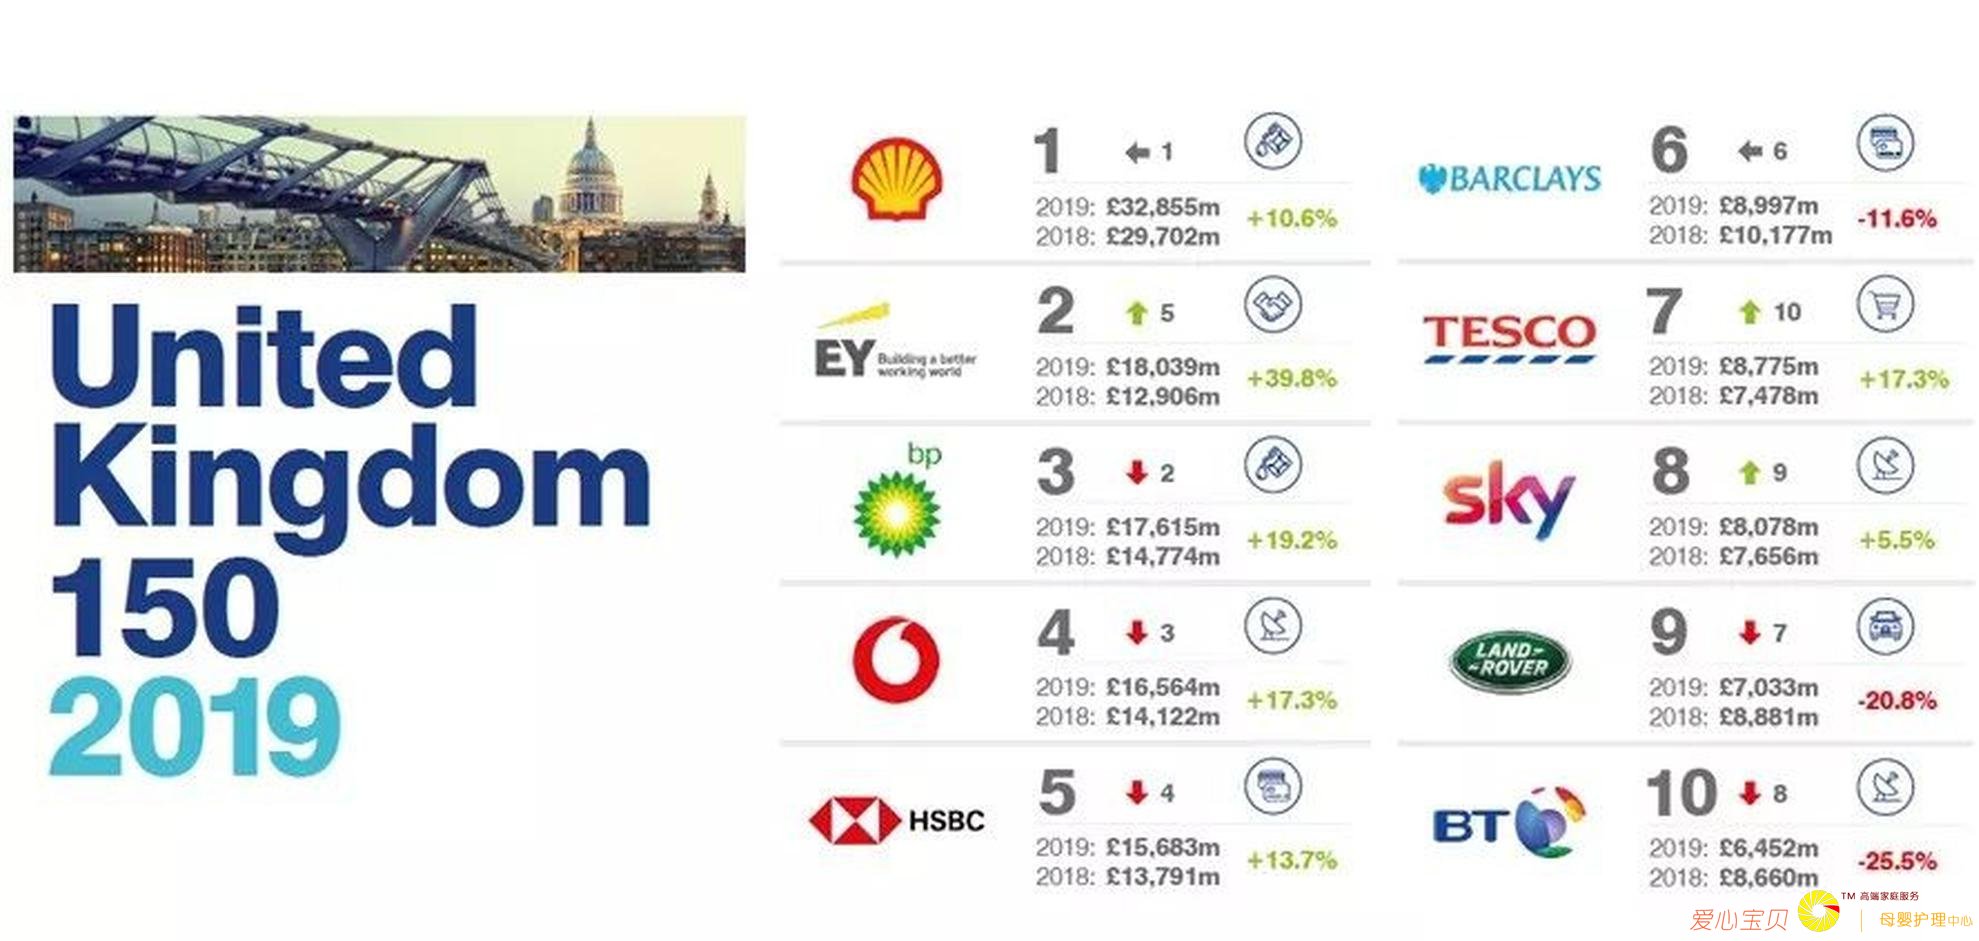 United
Kingdom
150
2019
1 1
2019: £32,855m
2018: £29,702m
+10.6%
EY Building a better
working world
2 5
2019: £18,039m
2018: £12,906m
+39.8%
bp
3 2
2019: £17,615m
2018: £14,774m
+19.2%
4 3
2019: £16,564m
2018: £14,122m
+17.3%
HSBC
5 4
2019: £15,683m
2018: £13,791m
+13.7%
BARCLAYS
6 6
2019: £8,997m
2018: £10,177m
-11.6%
TESCO
7 10
2019: £8,775m
2018: £7,478m
+17.3%
sky
8 9
2019: £8,078m
2018: £7,656m
+5.5%
LAND-
-ROVER
9 7
2019: £7,033m
2018: £8,881m
-20.8%
BT
10 8
2019: £6,452m
2018: £8,660m
-25.5%
爱心宝贝 TM 高端家庭服务
母婴护理中心